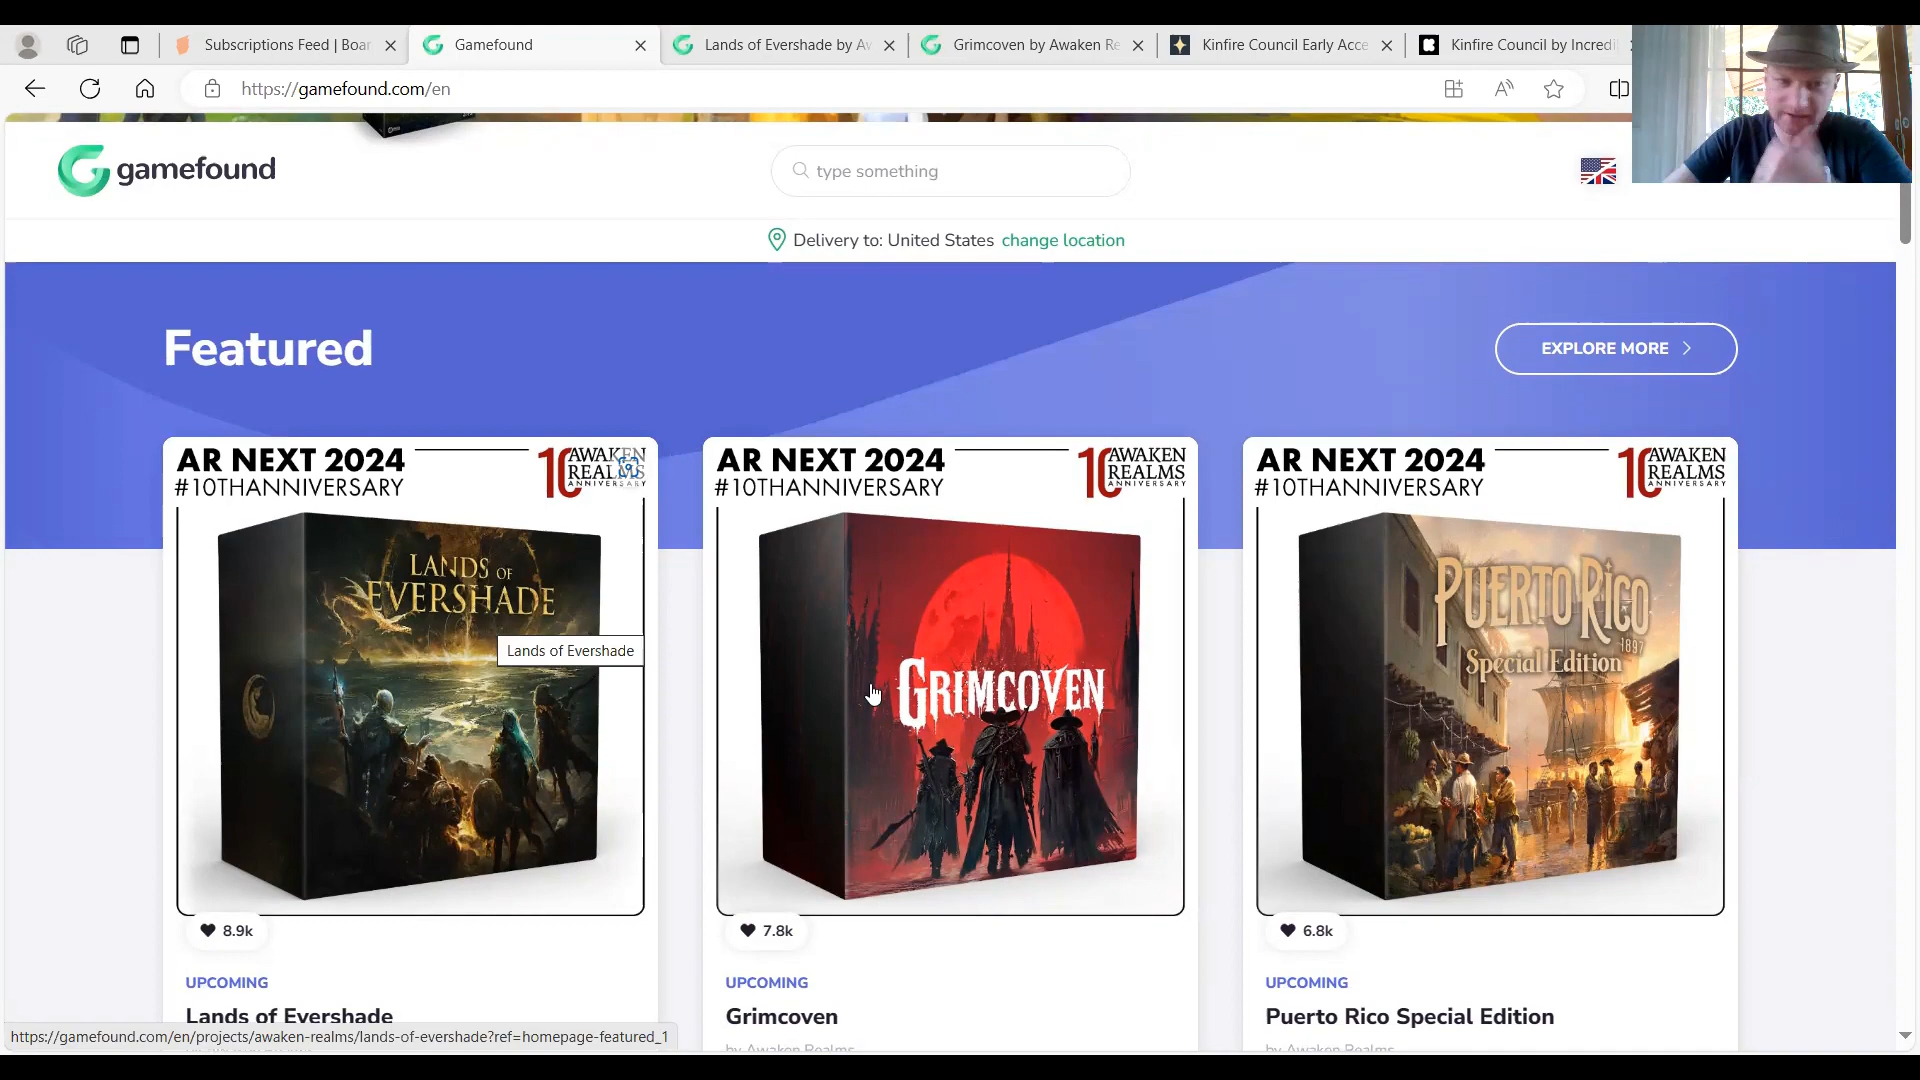 Subscriptions Feed | Boar
Gamefound
Lands of Evershade by Aw
Grimcoven by Awaken Re
Kinfire Council Early Acce
Kinfire Council by Incredi
https://gamefound.com/en
gamefound
type something
Delivery to: United States change location
Featured
EXPLORE MORE
AR NEXT 2024
#10THANNIVERSARY
10 AWAKEN
REALMS
ANNIVERSARY
LANDS OF
EVERSHADE
Lands of Evershade
8.9k
UPCOMING
Lands of Evershade
AR NEXT 2024
#10THANNIVERSARY
10 AWAKEN
REALMS
ANNIVERSARY
GRIMCOVEN
7.8k
UPCOMING
Grimcoven
by Awaken Realms
AR NEXT 2024
#10THANNIVERSARY
10 AWAKEN
REALMS
ANNIVERSARY
PUERTO RICO
1897
Special Edition
6.8k
UPCOMING
Puerto Rico Special Edition
by Awaken Realms
https://gamefound.com/en/projects/awaken-realms/lands-of-evershade?ref=homepage-featured_1